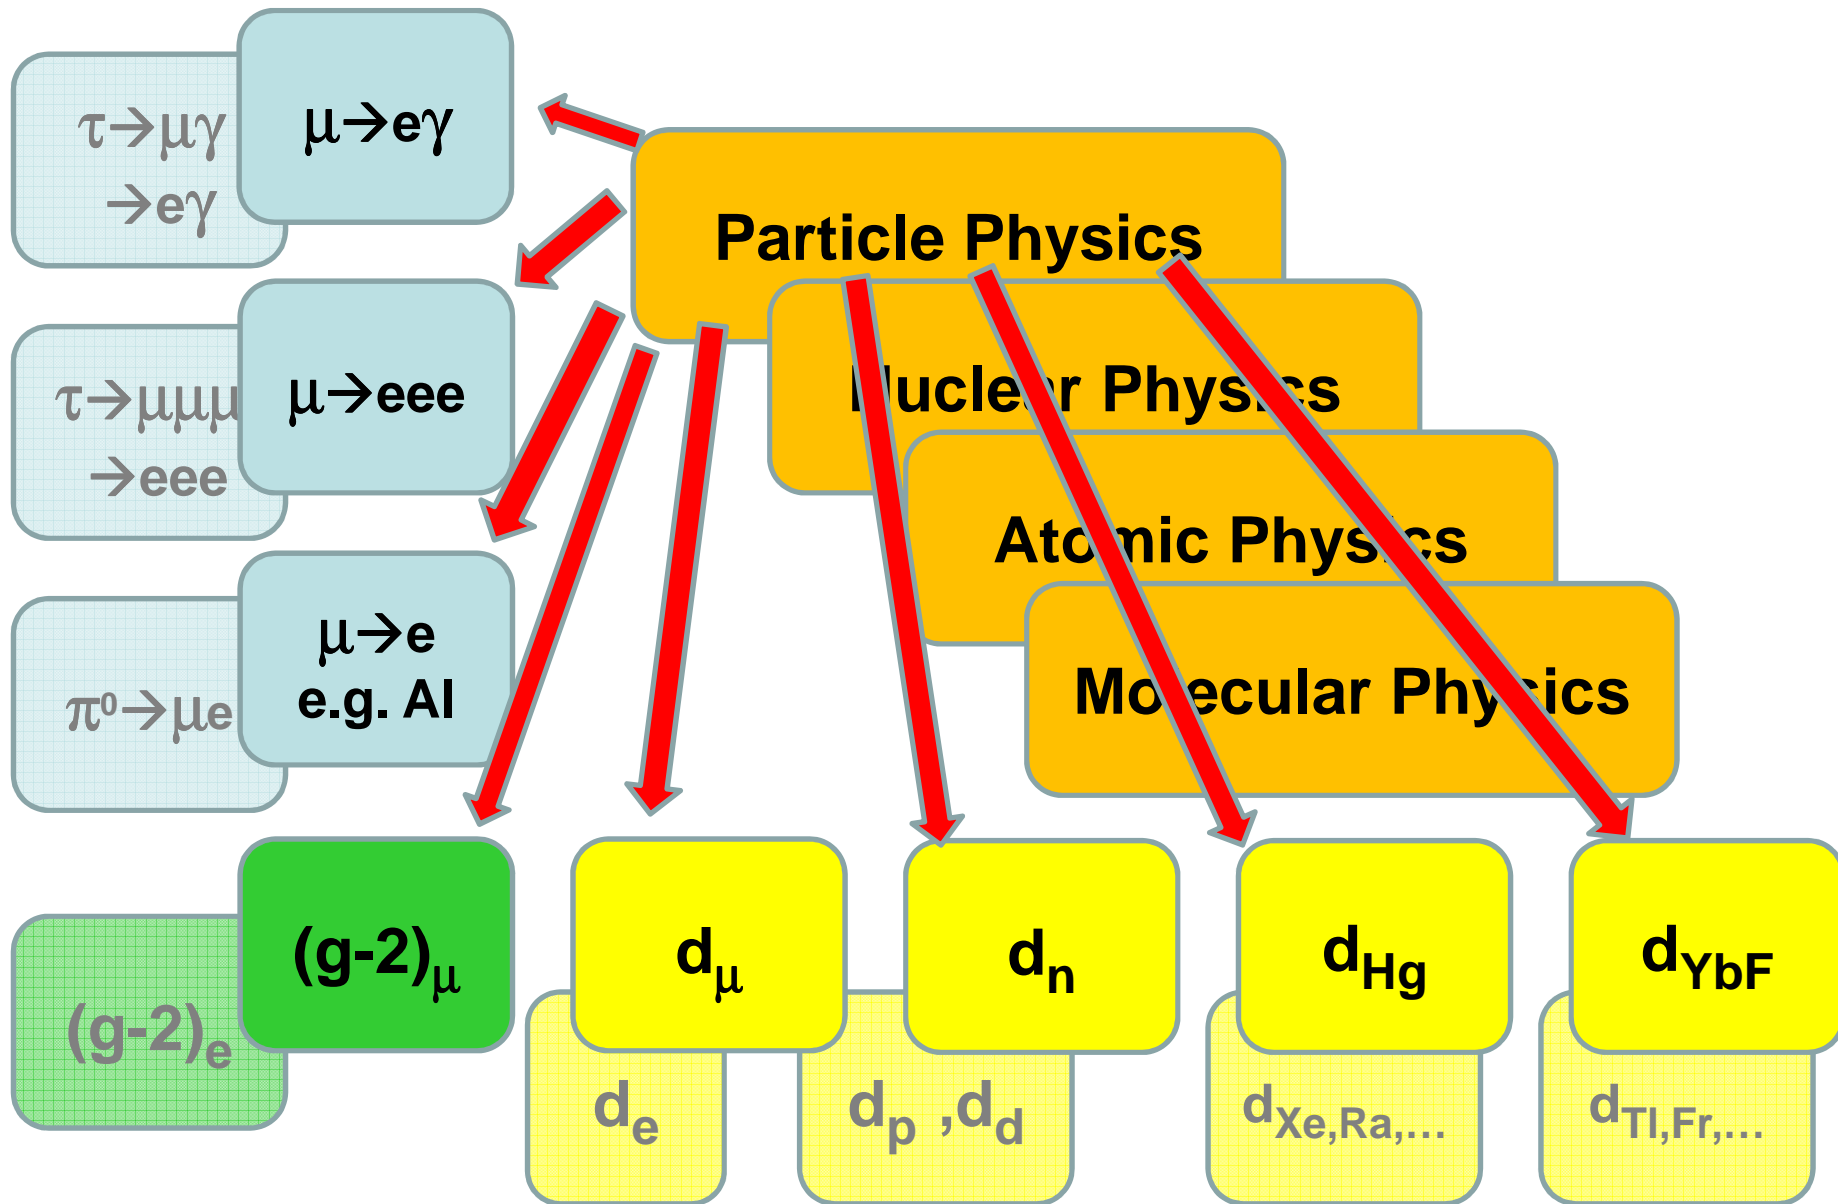 τ→μγ
→eγ
μ→eγ
Particle Physics
τ→μμμ
→eee
μ→eee
Nuclear Physics
Atomic Physics
π⁰→μe
μ→e
e.g. Al
Molecular Physics
(g-2)ₑ
(g-2)μ
dμ
dn
dHg
dYbF
de
dp ,dd
dXe,Ra,…
dTl,Fr,…